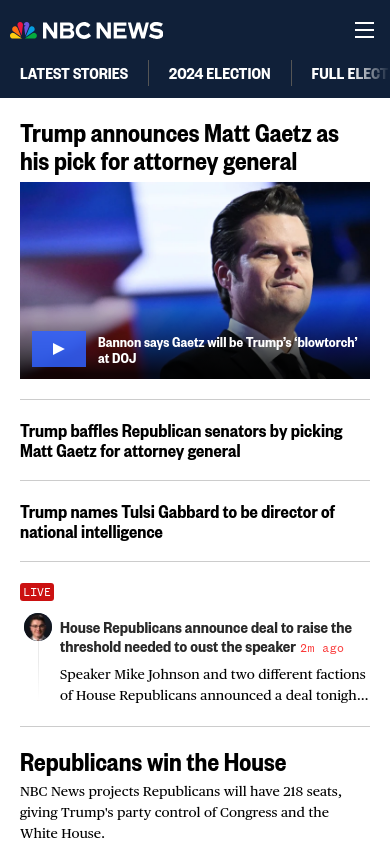 NBC NEWS
LATEST STORIES
2024 ELECTION
FULL ELECT
Trump announces Matt Gaetz as
his pick for attorney general
Bannon says Gaetz will be Trump's ‘blowtorch’
at DOJ
Trump baffles Republican senators by picking
Matt Gaetz for attorney general
Trump names Tulsi Gabbard to be director of
national intelligence
LIVE
House Republicans announce deal to raise the
threshold needed to oust the speaker 2m ago
Speaker Mike Johnson and two different factions
of House Republicans announced a deal tonigh...
Republicans win the House
NBC News projects Republicans will have 218 seats,
giving Trump's party control of Congress and the
White House.